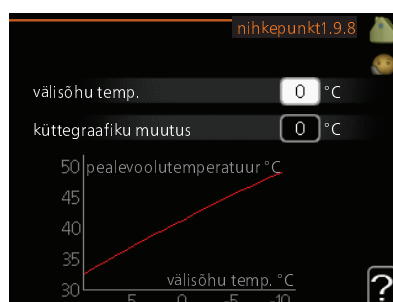 nihkepunkt1.9.8
välisõhu temp. 0 °C
küttegraafiku muutus 0 °C
50 pealevoolutemperatuur °C
45
40
35
välisõhu temp. °C
30
5 0 -5 -10
?